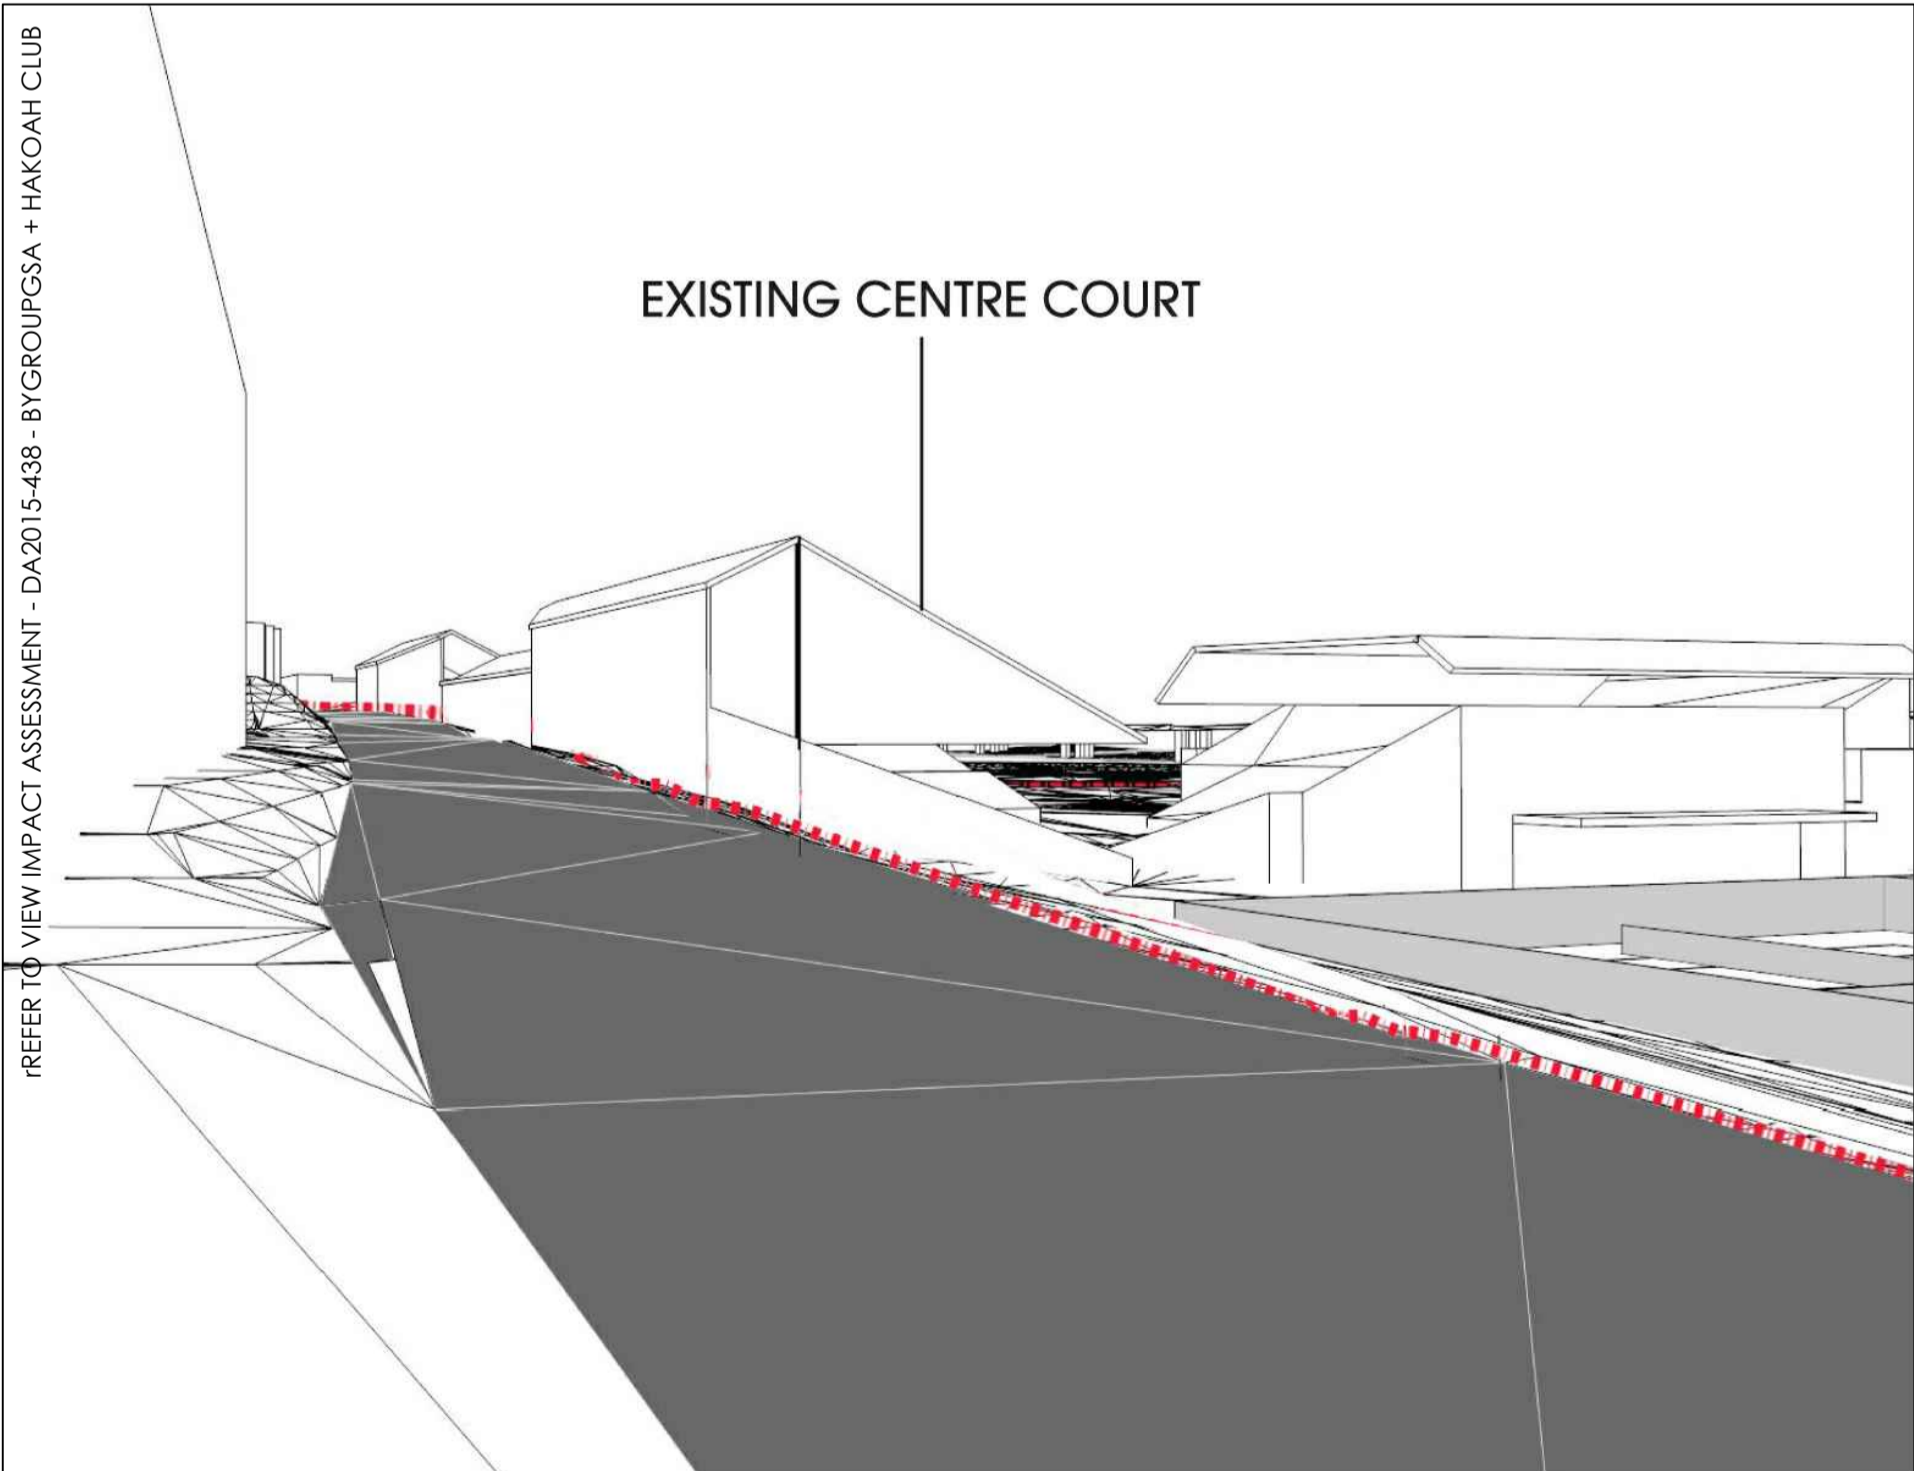 rREFER TO VIEW IMPACT ASSESSMENT - DA2015-438 - BYGROUPGSA + HAKOAH CLUB
EXISTING CENTRE COURT